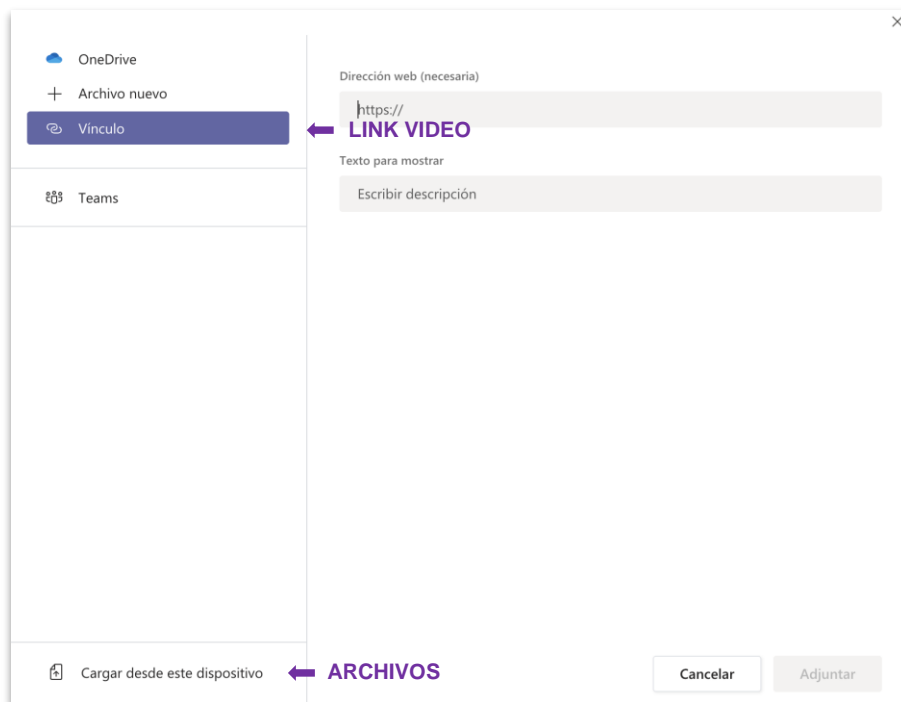 OneDrive
Archivo nuevo
Vínculo
Teams
Dirección web (necesaria)
https://
LINK VIDEO
Texto para mostrar
Escribir descripción
Cargar desde este dispositivo
ARCHIVOS
Cancelar
Adjuntar